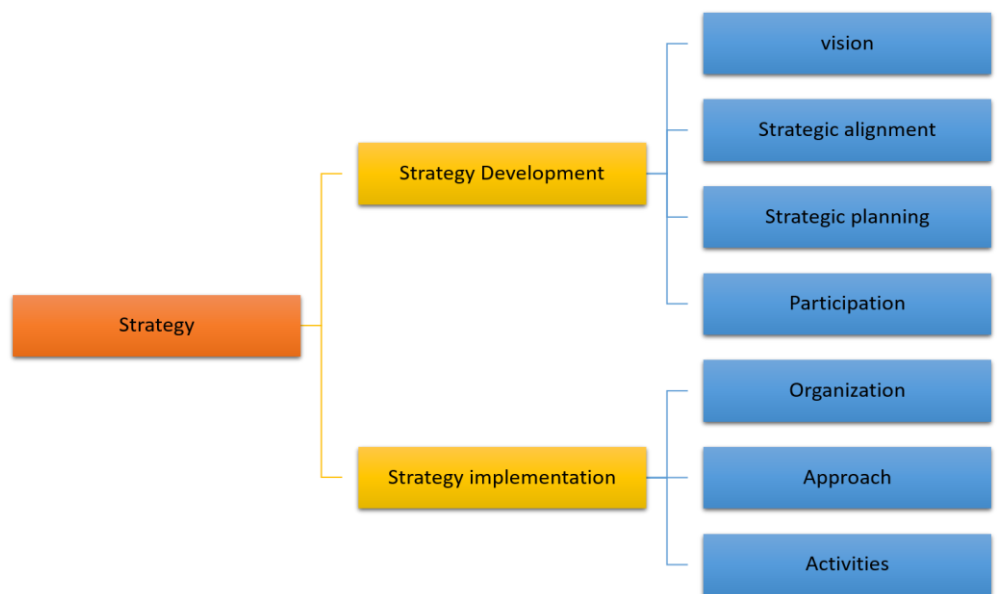 vision
Strategic alignment
Strategy Development
Strategic planning
Participation
Strategy
Organization
Strategy implementation
Approach
Activities